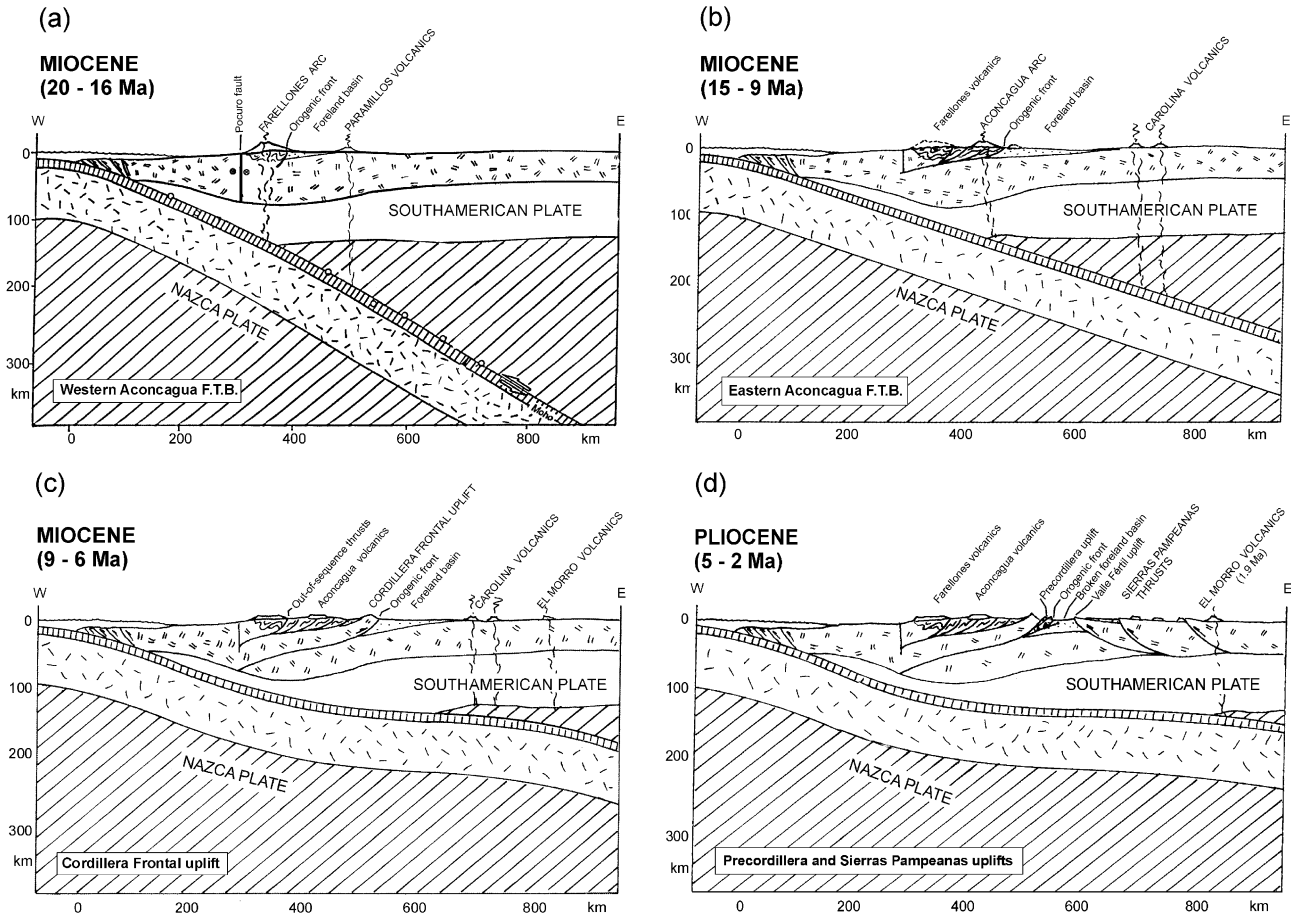 (a)
MIOCENE
(20 - 16 Ma)
W
Pocuro fault
FARELLONES ARC
Orogenic front
Foreland basin
PARAMILLOS VOLCANICS
E
0
100
200
300
km
SOUTHAMERICAN PLATE
NAZCA PLATE
Moho
Western Aconcagua F.T.B.
0 200 400 600 800 km
(b)
MIOCENE
(15 - 9 Ma)
W
Farellones volcanics
ACONCAGUA ARC
Orogenic front
Foreland basin
CAROLINA VOLCANICS
E
0
100
200
300
km
SOUTHAMERICAN PLATE
NAZCA PLATE
Eastern Aconcagua F.T.B.
0 200 400 600 800 km
(c)
MIOCENE
(9 - 6 Ma)
W
Out-of-sequence thrusts
Aconcagua volcanics
CORDILLERA FRONTAL UPLIFT
Orogenic front
Foreland basin
CAROLINA VOLCANICS
EL MORRO VOLCANICS
E
0
100
200
300
km
SOUTHAMERICAN PLATE
NAZCA PLATE
Cordillera Frontal uplift
0 200 400 600 800 km
(d)
PLIOCENE
(5 - 2 Ma)
W
Farellones volcanics
Aconcagua volcanics
Precordillera uplift
Orogenic front
Broken foreland basin
Valle Fértil uplift
SIERRAS PAMPEANAS
THRUSTS
EL MORRO VOLCANICS
(1.9 Ma)
E
0
100
200
300
km
SOUTHAMERICAN PLATE
NAZCA PLATE
Precordillera and Sierras Pampeanas uplifts
0 200 400 600 800 km